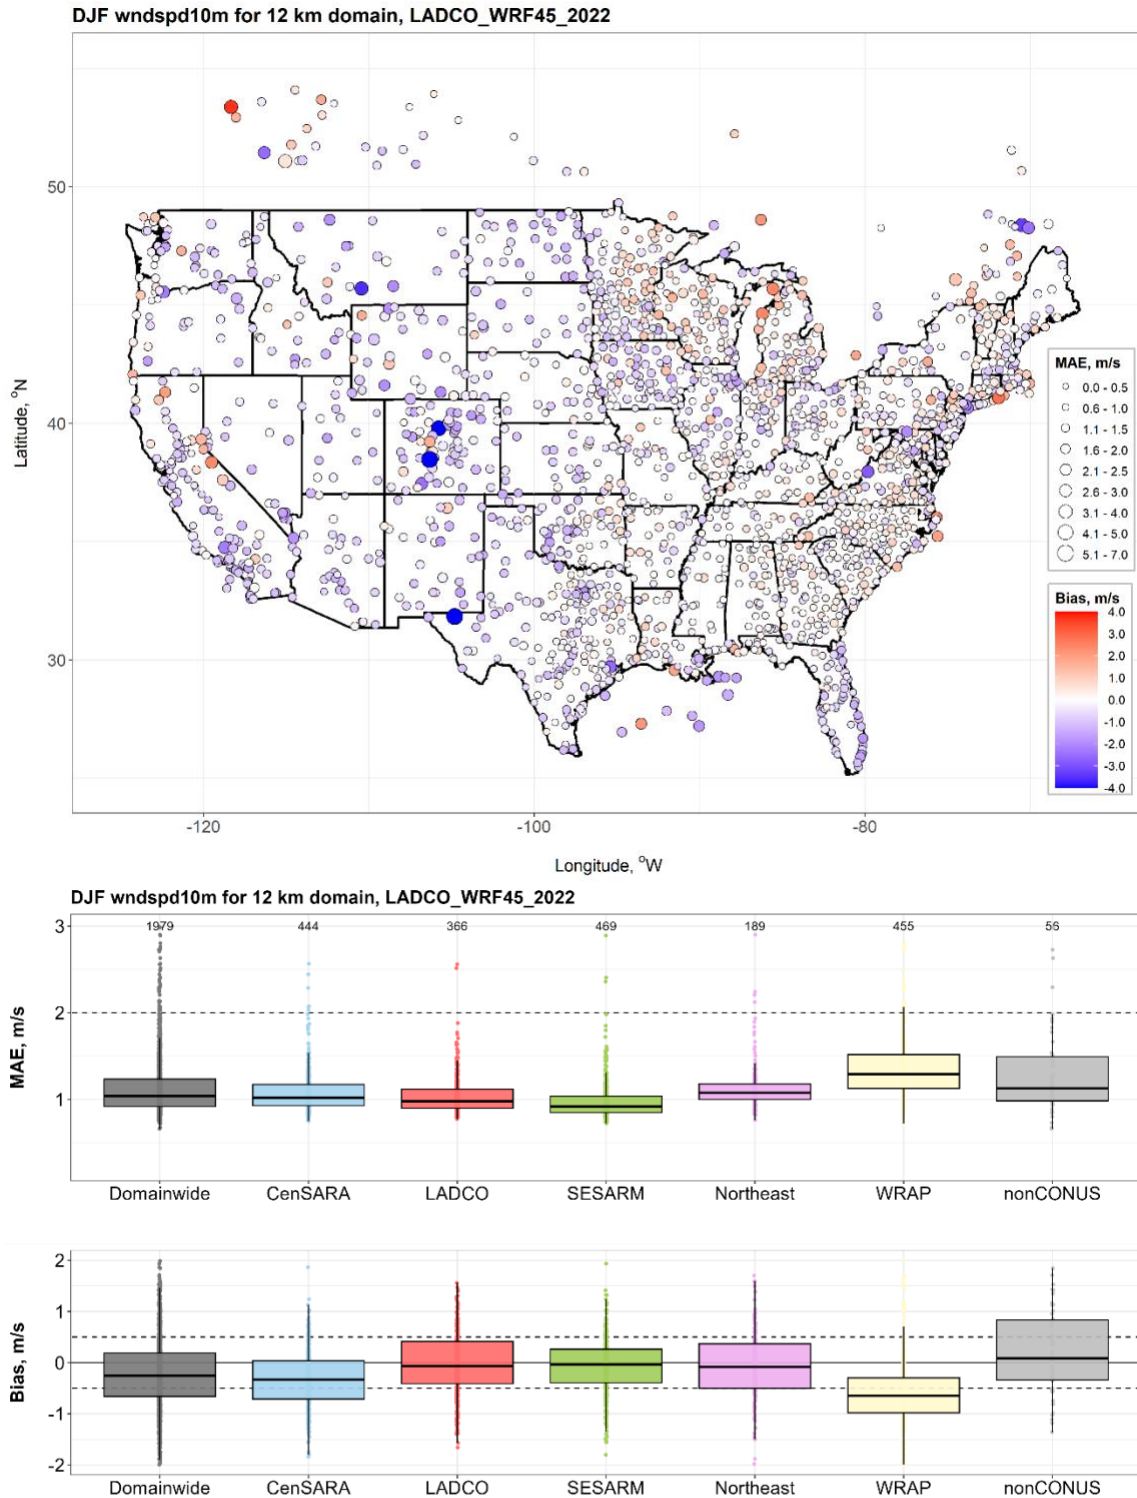 DJF wndspd10m for 12 km domain, LADCO_WRF45_2022
Latitude, °N
50
40
30
-120
-100
-80
Longitude, °W
MAE, m/s
0.0 - 0.5
0.6 - 1.0
1.1 - 1.5
1.6 - 2.0
2.1 - 2.5
2.6 - 3.0
3.1 - 4.0
4.1 - 5.0
5.1 - 7.0
Bias, m/s
4.0
3.0
2.0
1.0
0.0
-1.0
-2.0
-3.0
-4.0
DJF wndspd10m for 12 km domain, LADCO_WRF45_2022
MAE, m/s
3
2
1
1979 444 366 469 189 455 56
Domainwide CenSARA LADCO SESARM Northeast WRAP nonCONUS
Bias, m/s
2
1
0
-1
-2
Domainwide CenSARA LADCO SESARM Northeast WRAP nonCONUS